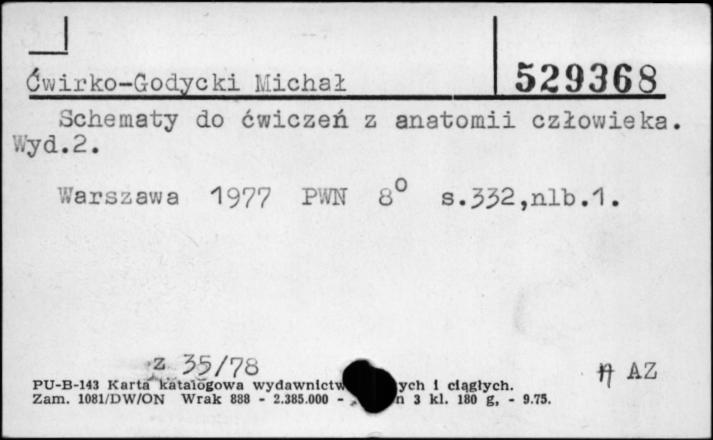 Ćwirko-Godycki Michał 529368
Schematy do ćwiczeń z anatomii człowieka.
Wyd.2.
Warszawa 1977 PWN 8° s.332,nlb.1.
z 35/78
AZ
PU-B-143 Karta katalogowa wydawnictw ych i ciągłych.
Zam. 1081/DW/ON Wrak 888 - 2.385.000 - n 3 kl. 180 g, - 9.75.